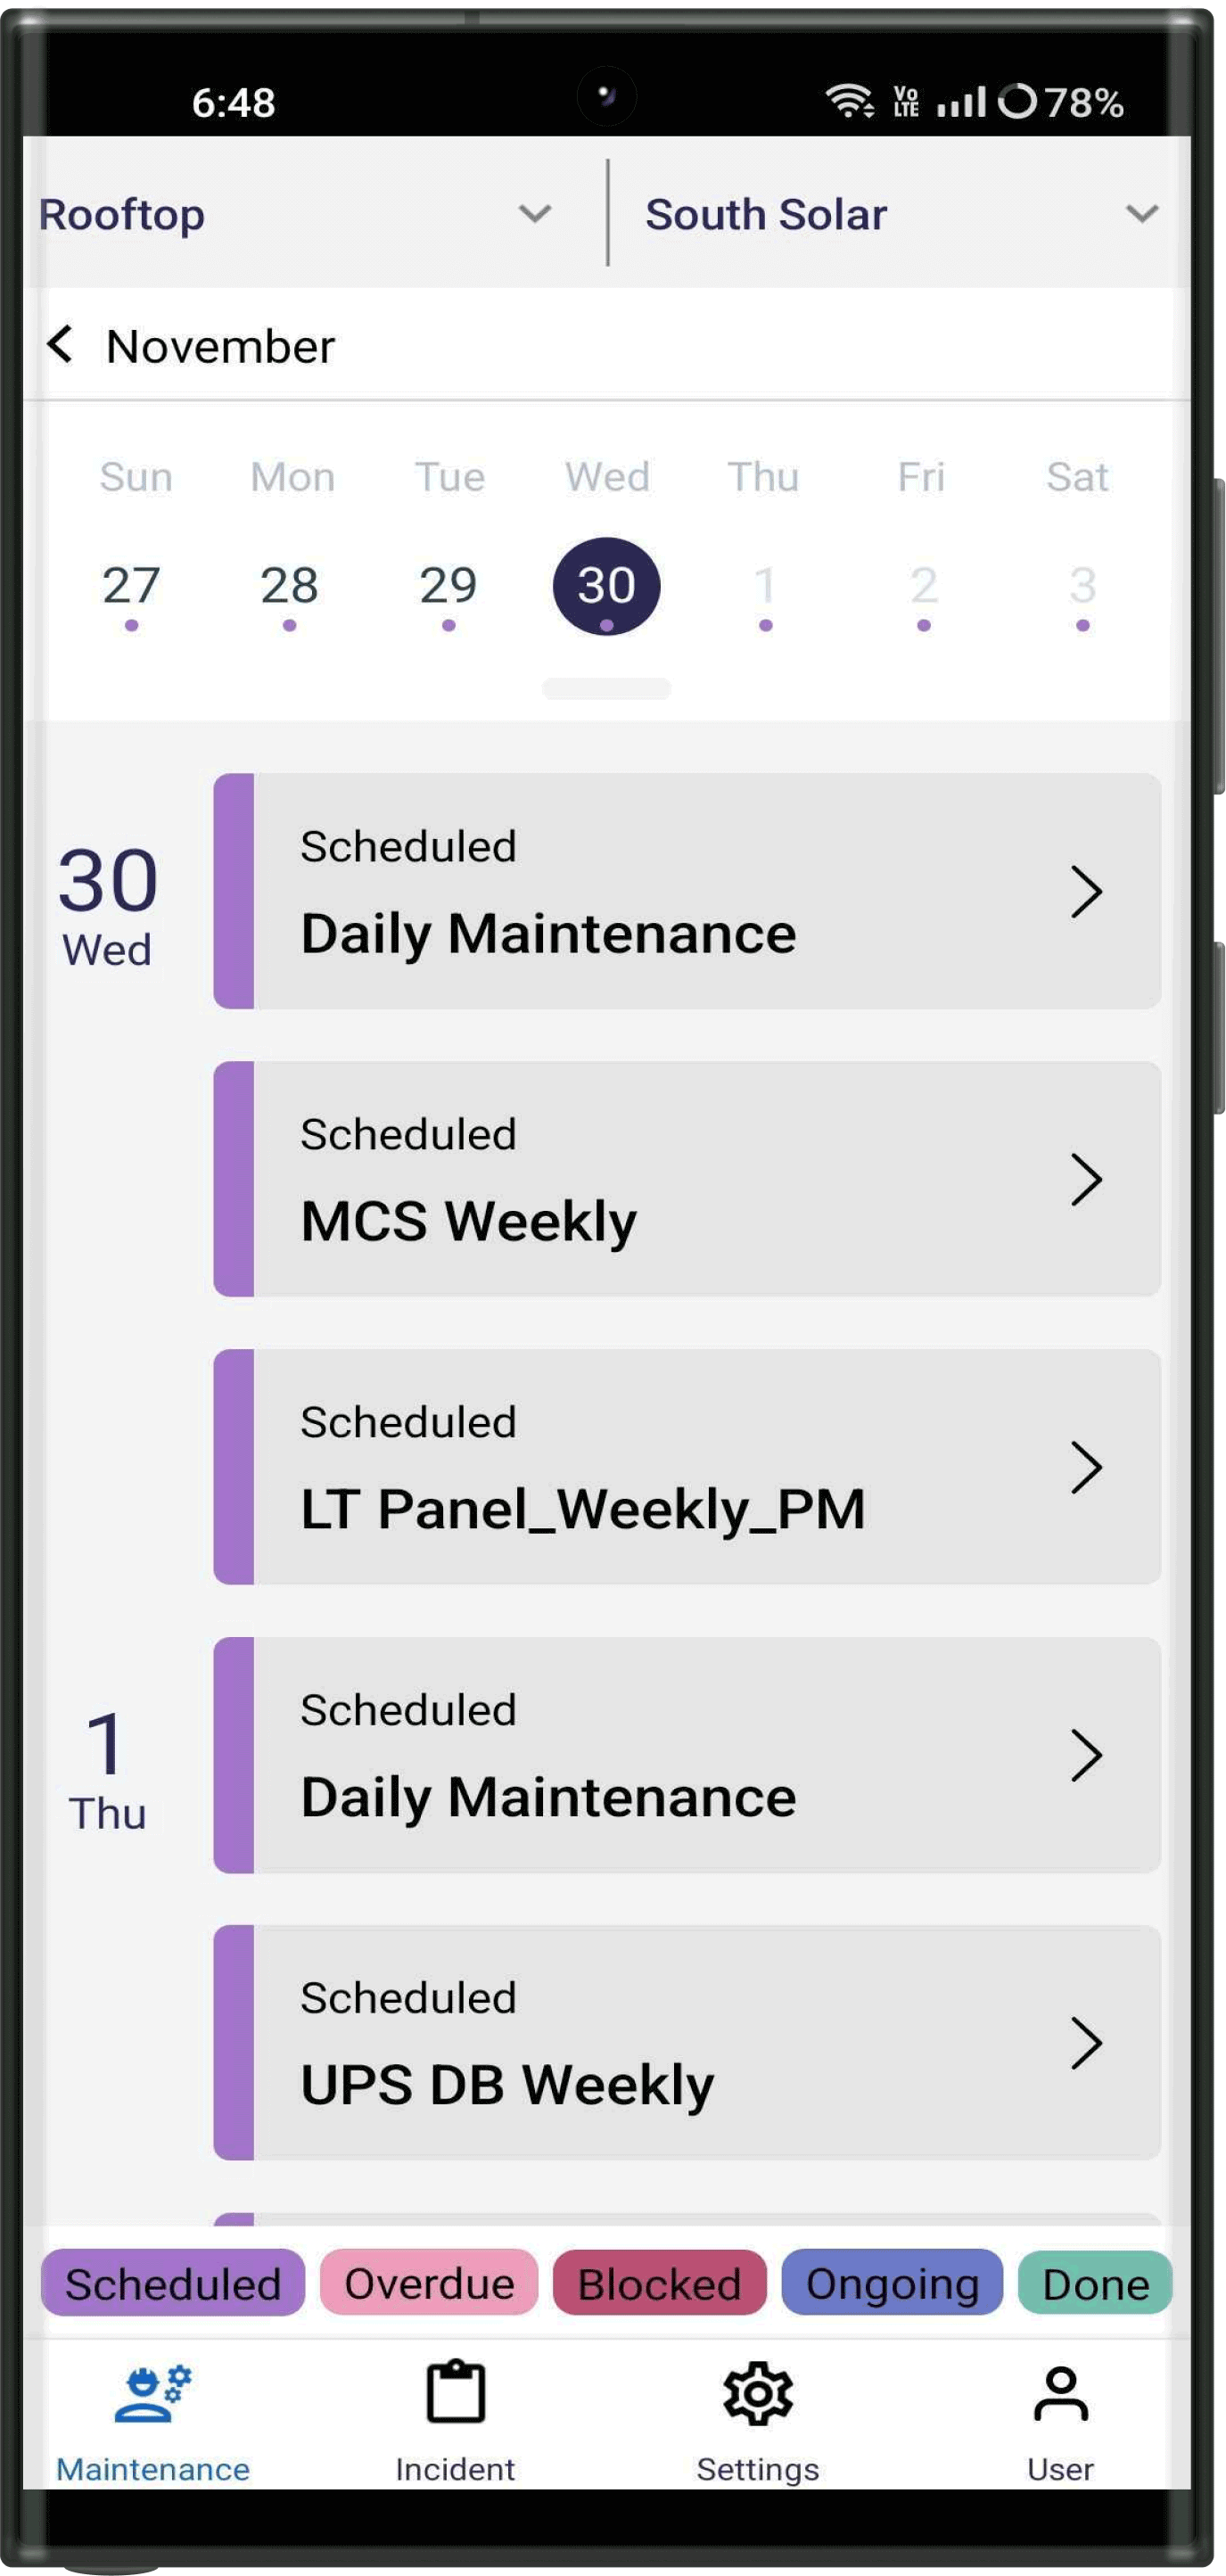 6:48 Vo LTE 78%
Rooftop South Solar
November
Sun Mon Tue Wed Thu Fri Sat
27 28 29 30 1 2 3
30
Wed
Scheduled
Daily Maintenance
Scheduled
MCS Weekly
Scheduled
LT Panel_Weekly_PM
1
Thu
Scheduled
Daily Maintenance
Scheduled
UPS DB Weekly
Scheduled Overdue Blocked Ongoing Done
Maintenance Incident Settings User